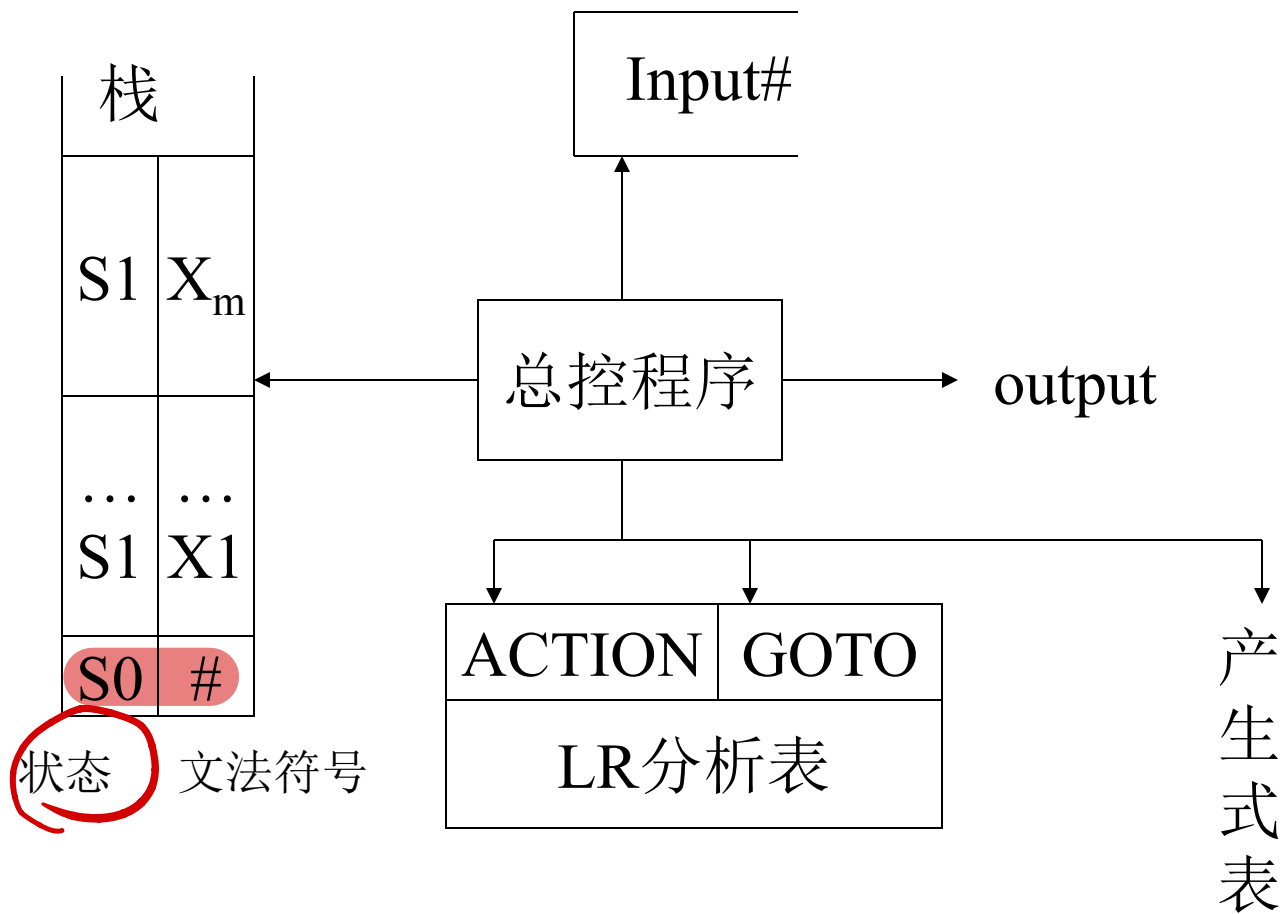 Input#
栈
S1 Xm
总控程序
output
… …
S1 X1
ACTION GOTO
S0 #
LR分析表
状态 文法符号
产生式表